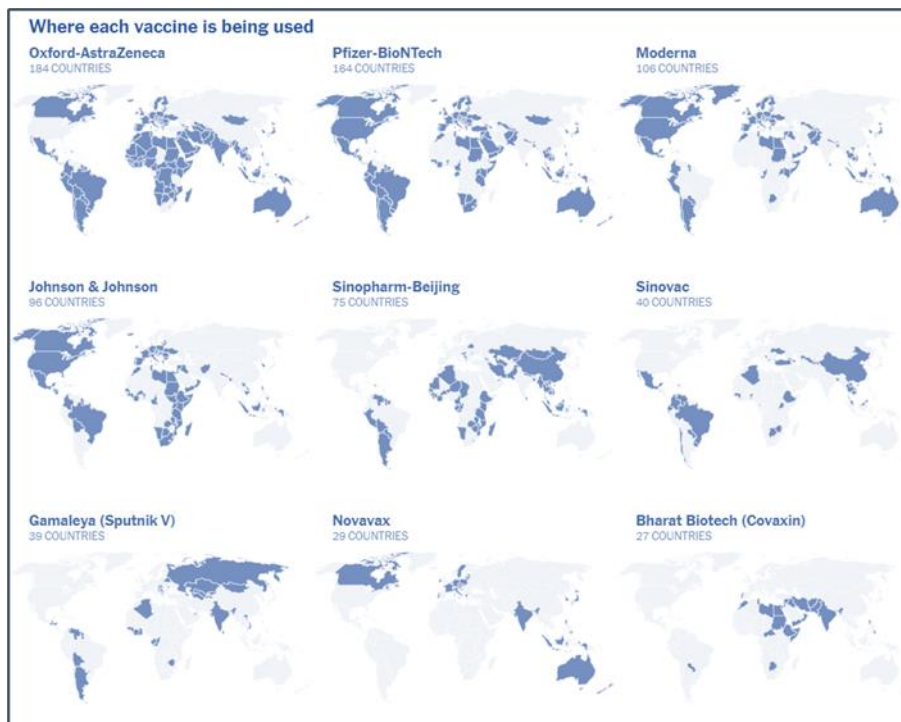 Where each vaccine is being used
Oxford-AstraZeneca
184 COUNTRIES
Pfizer-BioNTech
164 COUNTRIES
Moderna
106 COUNTRIES
Johnson & Johnson
96 COUNTRIES
Sinopharm-Beijing
75 COUNTRIES
Sinovac
40 COUNTRIES
Gamaleya (Sputnik V)
39 COUNTRIES
Novavax
29 COUNTRIES
Bharat Biotech (Covaxin)
27 COUNTRIES